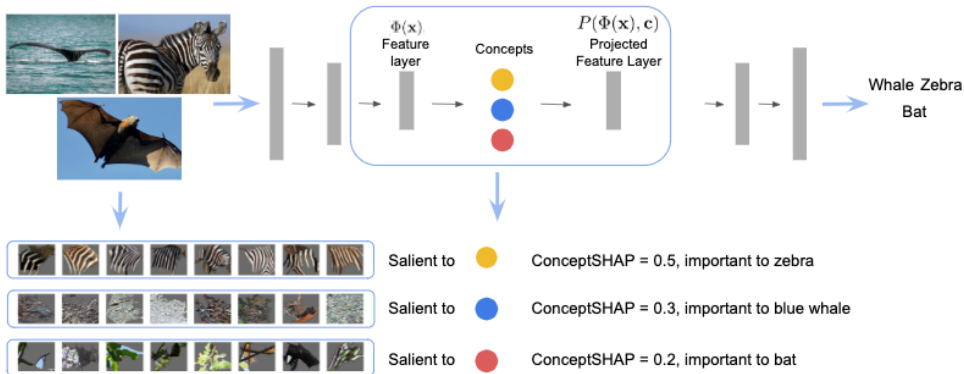 Φ(x)
Feature
layer
Concepts
P(Φ(x), c)
Projected
Feature Layer
Whale Zebra
Bat
Salient to
ConceptSHAP = 0.5, important to zebra
Salient to
ConceptSHAP = 0.3, important to blue whale
Salient to
ConceptSHAP = 0.2, important to bat